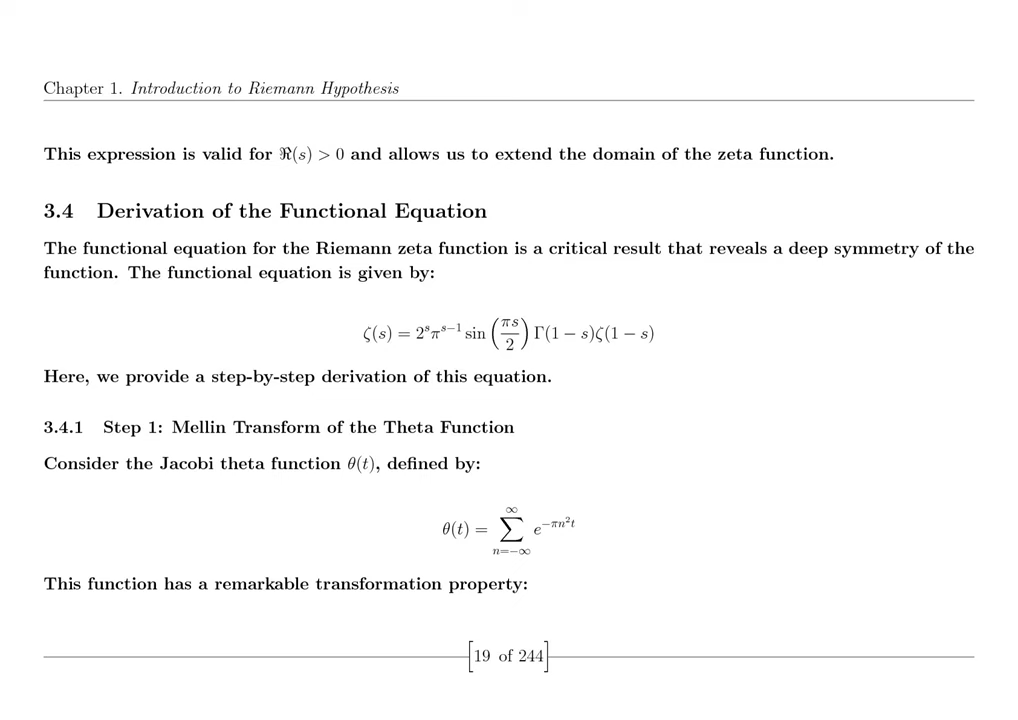 Chapter 1. Introduction to Riemann Hypothesis
This expression is valid for ℜ(s) > 0 and allows us to extend the domain of the zeta function.
3.4 Derivation of the Functional Equation
The functional equation for the Riemann zeta function is a critical result that reveals a deep symmetry of the
function. The functional equation is given by:
ζ(s) = 2^s π^{s−1} sin (πs/2) Γ(1 − s)ζ(1 − s)
Here, we provide a step-by-step derivation of this equation.
3.4.1 Step 1: Mellin Transform of the Theta Function
Consider the Jacobi theta function θ(t), defined by:
θ(t) = ∑_{n=−∞}^{∞} e^{−πn²t}
This function has a remarkable transformation property:
[19 of 244]